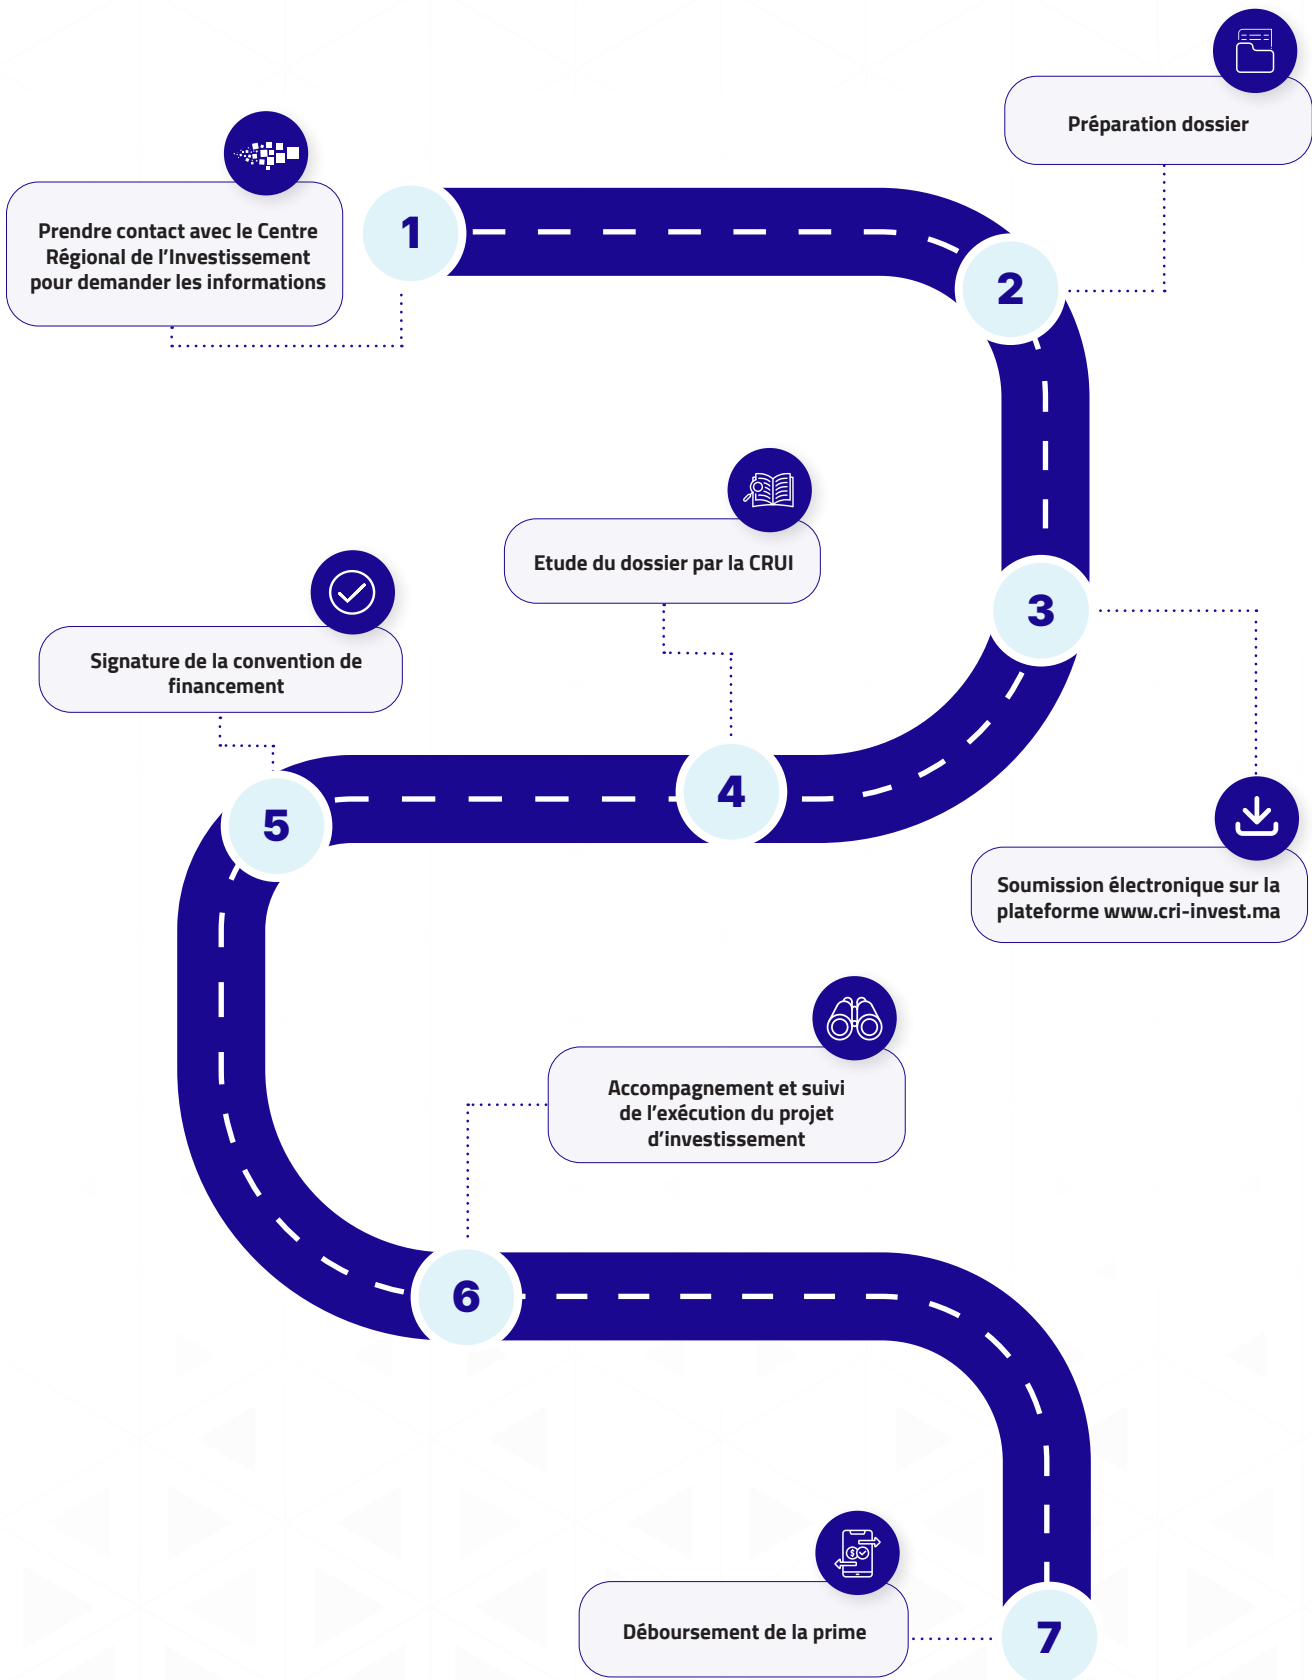 1
Prendre contact avec le Centre
Régional de l’Investissement
pour demander les informations
2
Préparation dossier
3
Soumission électronique sur la
plateforme www.cri-invest.ma
4
Etude du dossier par la CRUI
5
Signature de la convention de
financement
6
Accompagnement et suivi
de l’exécution du projet
d’investissement
7
Déboursement de la prime